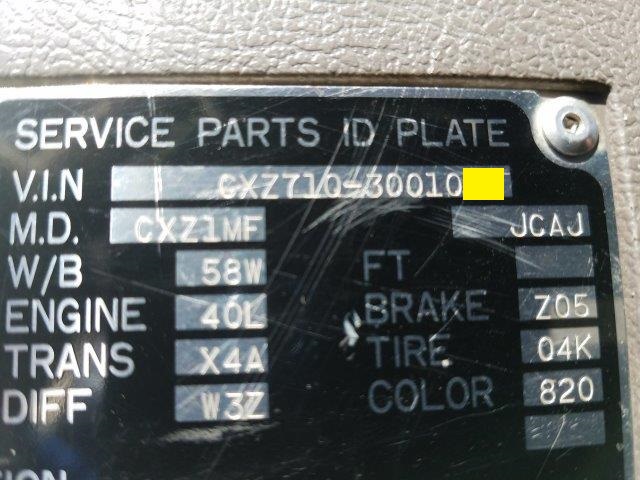 SERVICE PARTS ID PLATE
V.I.N CXZ71Q-30010
M.D. CXZ1MF JCAJ
W/B 58W FT
ENGINE 40L BRAKE Z05
TRANS X4A TIRE 04K
DIFF W3Z COLOR 820